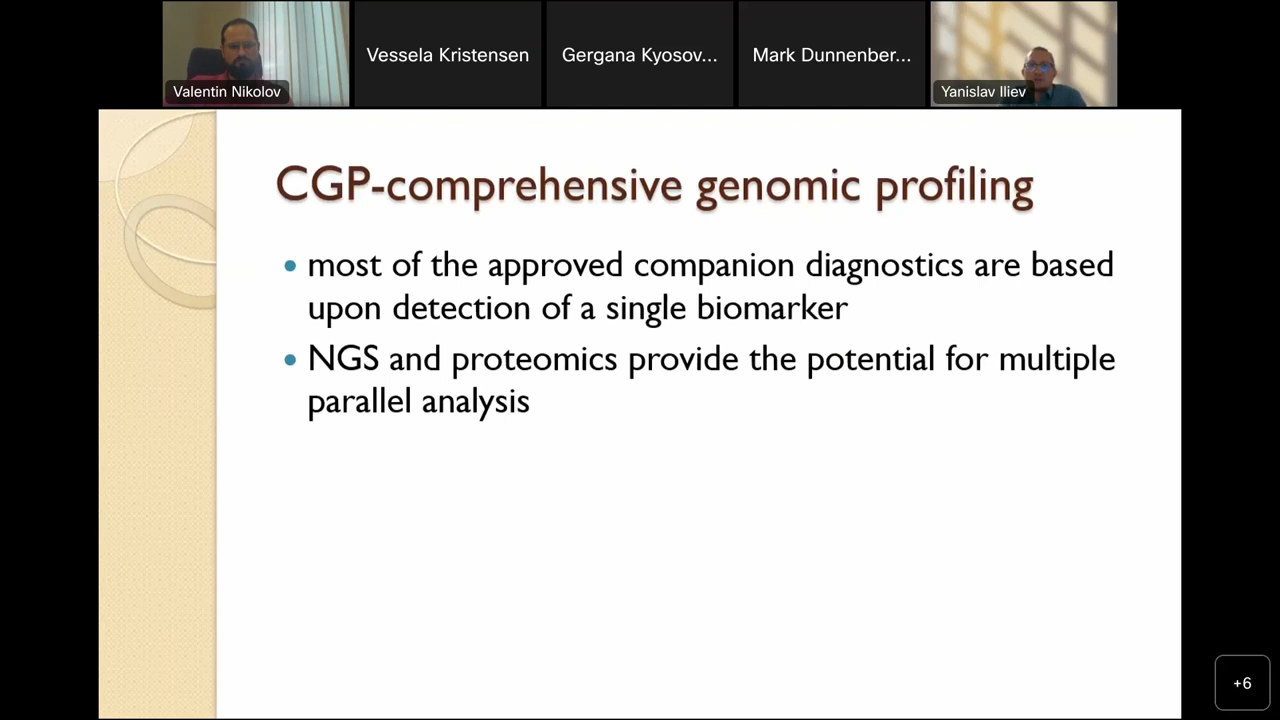 Valentin Nikolov
Vessela Kristensen
Gergana Kyosov...
Mark Dunnenber...
Yanislav Iliev
CGP-comprehensive genomic profiling
• most of the approved companion diagnostics are based
upon detection of a single biomarker
• NGS and proteomics provide the potential for multiple
parallel analysis
+6